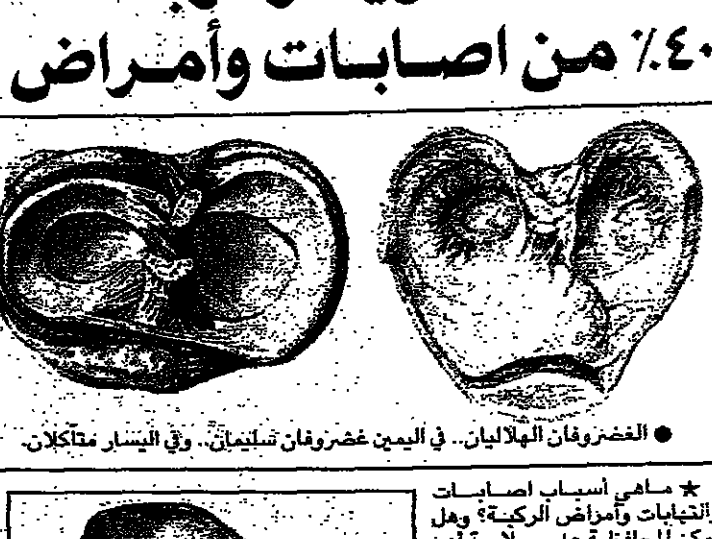 ٤٠٪ من اصابات وأمراض
● الغضروفان الهلاليان.. في اليمين غضروفان سليمان.. وفي اليسار متآكلان.
★ ماهي أسباب اصابات
والتهابات وأمراض الركبة؟ وهل